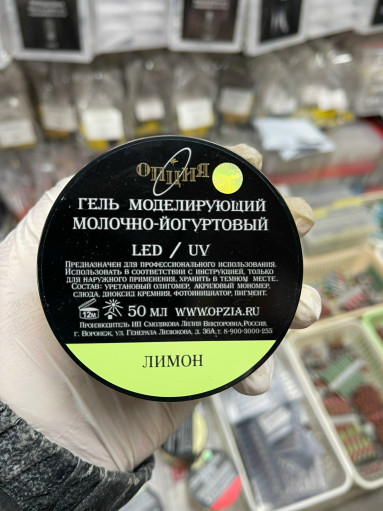 ОПЦИЯ
ГЕЛЬ МОДЕЛИРУЮЩИЙ
МОЛОЧНО-ЙОГУРТОВЫЙ
LED / UV
ПРЕДНАЗНАЧЕН ДЛЯ ПРОФЕССИОНАЛЬНОГО ИСПОЛЬЗОВАНИЯ.
ИСПОЛЬЗОВАТЬ В СООТВЕТСТВИИ С ИНСТРУКЦИЕЙ, ТОЛЬКО
ДЛЯ НАРУЖНОГО ПРИМЕНЕНИЯ. ХРАНИТЬ В ТЕМНОМ МЕСТЕ.
СОСТАВ: УРЕТАНОВЫЙ ОЛИГОМЕР, АКРИЛОВЫЙ МОНОМЕР,
СЛЮДА, ДИОКСИД КРЕМНИЯ, ФОТОИНИЦИАТОР, ПИГМЕНТ.
12М 50 МЛ WWW.OPZIA.RU
ПРОИЗВОДИТЕЛЬ ИП СМОЛЯКОВА ЛИЛИЯ ВИКТОРОВНА, РОССИЯ,
Г. ВОРОНЕЖ, УЛ. ГЕНЕРАЛА ЛИЗЮКОВА, Д. 36А, Т. 8-900-3000-255
ЛИМОН